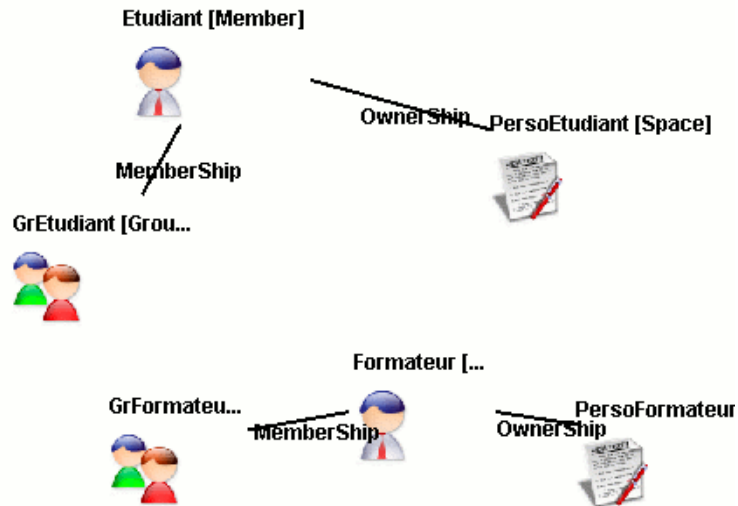 Etudiant [Member]
OwnerShip
PersoEtudiant [Space]
MemberShip
GrEtudiant [Grou...
Formateur [...
GrFormateu...
MemberShip
OwnerShip
PersoFormateur